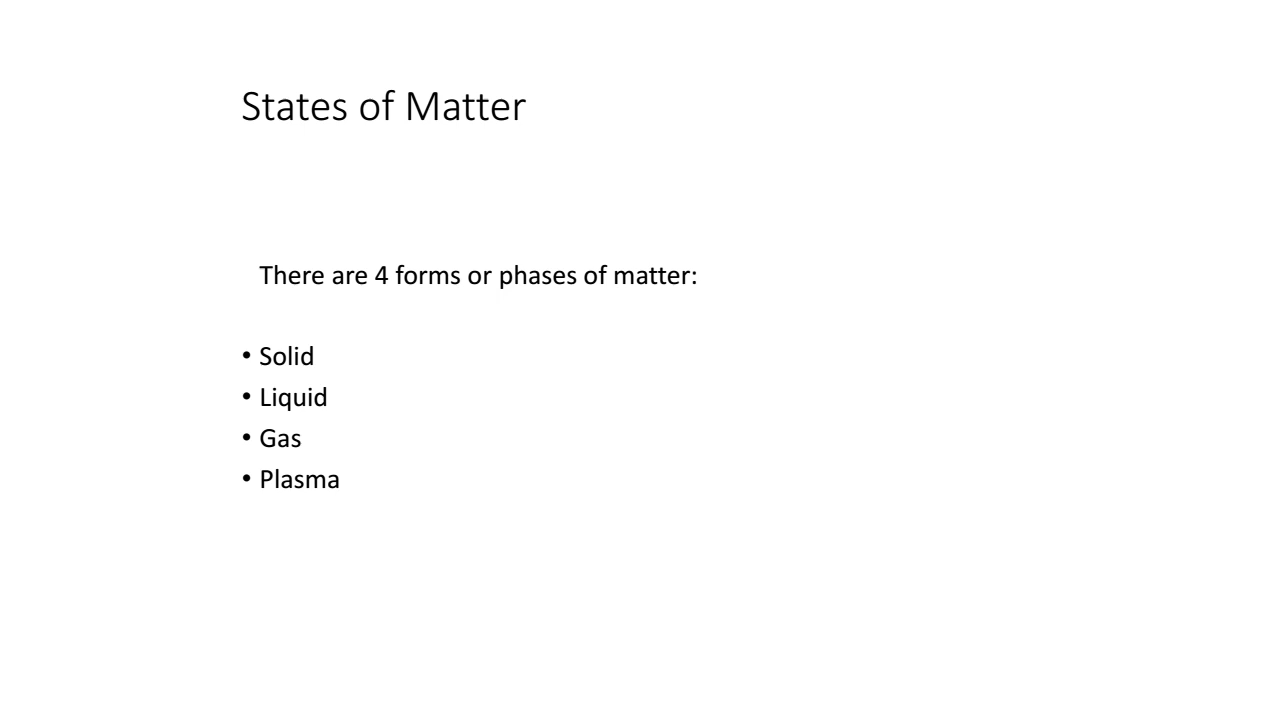 States of Matter
There are 4 forms or phases of matter:
• Solid
• Liquid
• Gas
• Plasma